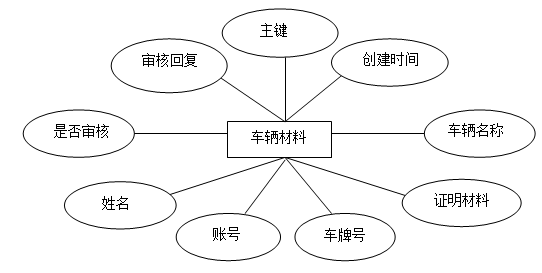 主键
审核回复
创建时间
是否审核
车辆材料
车辆名称
姓名
证明材料
账号
车牌号